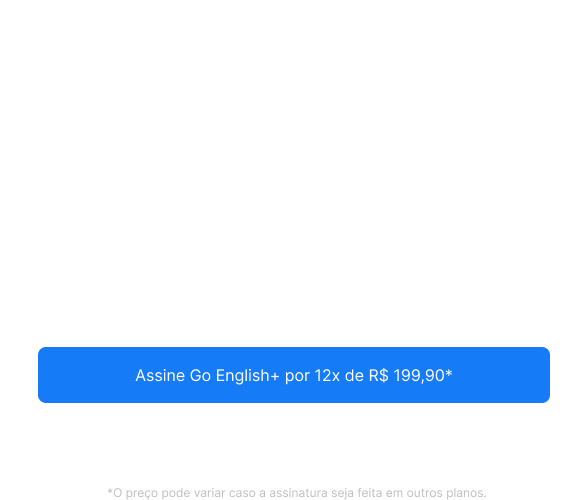 Assine Go English+ por 12x de R$ 199,90*
*O preço pode variar caso a assinatura seja feita em outros planos.